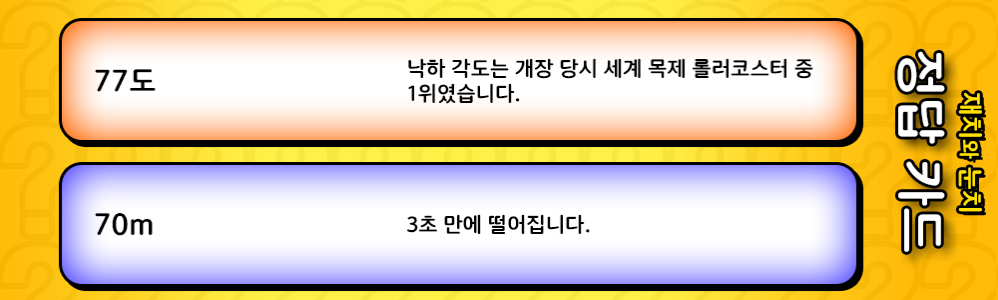 77도
낙하 각도는 개장 당시 세계 목제 롤러코스터 중
1위였습니다.
70m
3초 만에 떨어집니다.
재치와 눈치
정답 카드